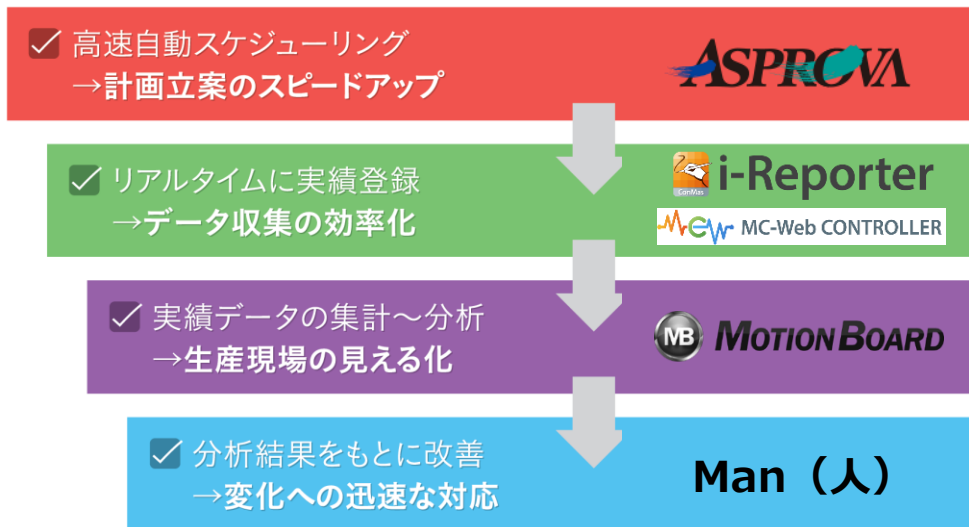 高速自動スケジューリング
→計画立案のスピードアップ
ASPROVA
リアルタイムに実績登録
→データ収集の効率化
ConMas
i-Reporter
MCW MC-Web CONTROLLER
実績データの集計～分析
→生産現場の見える化
MB MOTIONBOARD
分析結果をもとに改善
→変化への迅速な対応
Man（人）